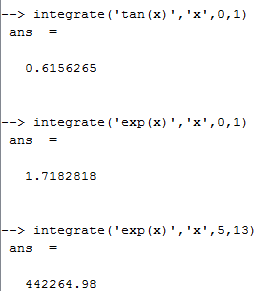 --> integrate('tan(x)','x',0,1)
ans =
0.6156265
--> integrate('exp(x)','x',0,1)
ans =
1.7182818
--> integrate('exp(x)','x',5,13)
ans =
442264.98